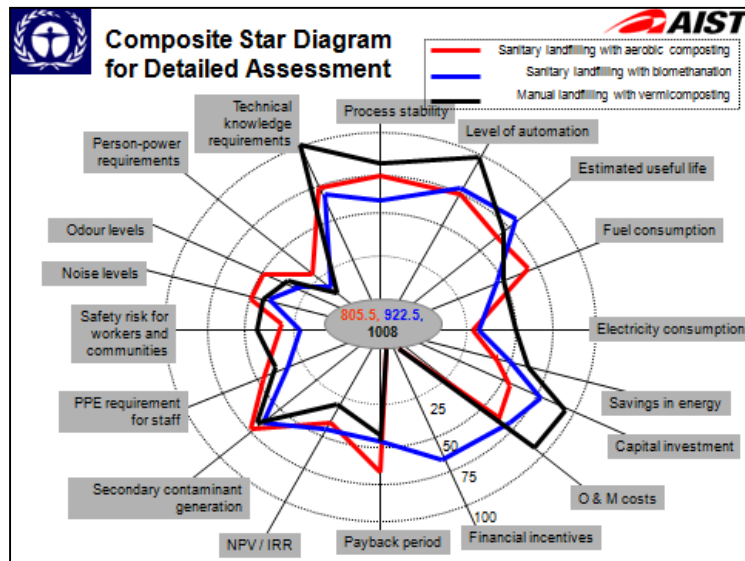 AIST
Composite Star Diagram
for Detailed Assessment
Sanitary landfilling with aerobic composting
Sanitary landfilling with biomethanation
Manual landfilling with vermicomposting
Technical
knowledge
requirements
Process stability
Level of automation
Person-power
requirements
Estimated useful life
Odour levels
Fuel consumption
Noise levels
Safety risk for
workers and
communities
805.5, 922.5,
1008
Electricity consumption
PPE requirement
for staff
Savings in energy
Capital investment
25
50
75
100
Secondary contaminant
generation
O & M costs
NPV / IRR
Payback period
Financial incentives